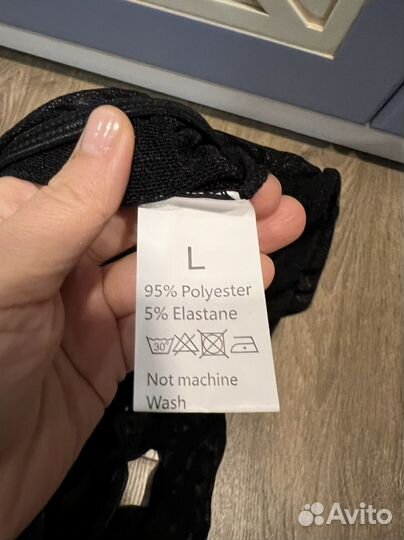 L
95% Polyester
5% Elastane
30°
Not machine
Wash
Avito